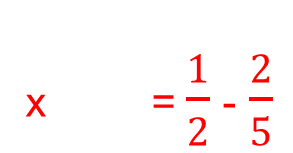 x = 1/2 - 2/5